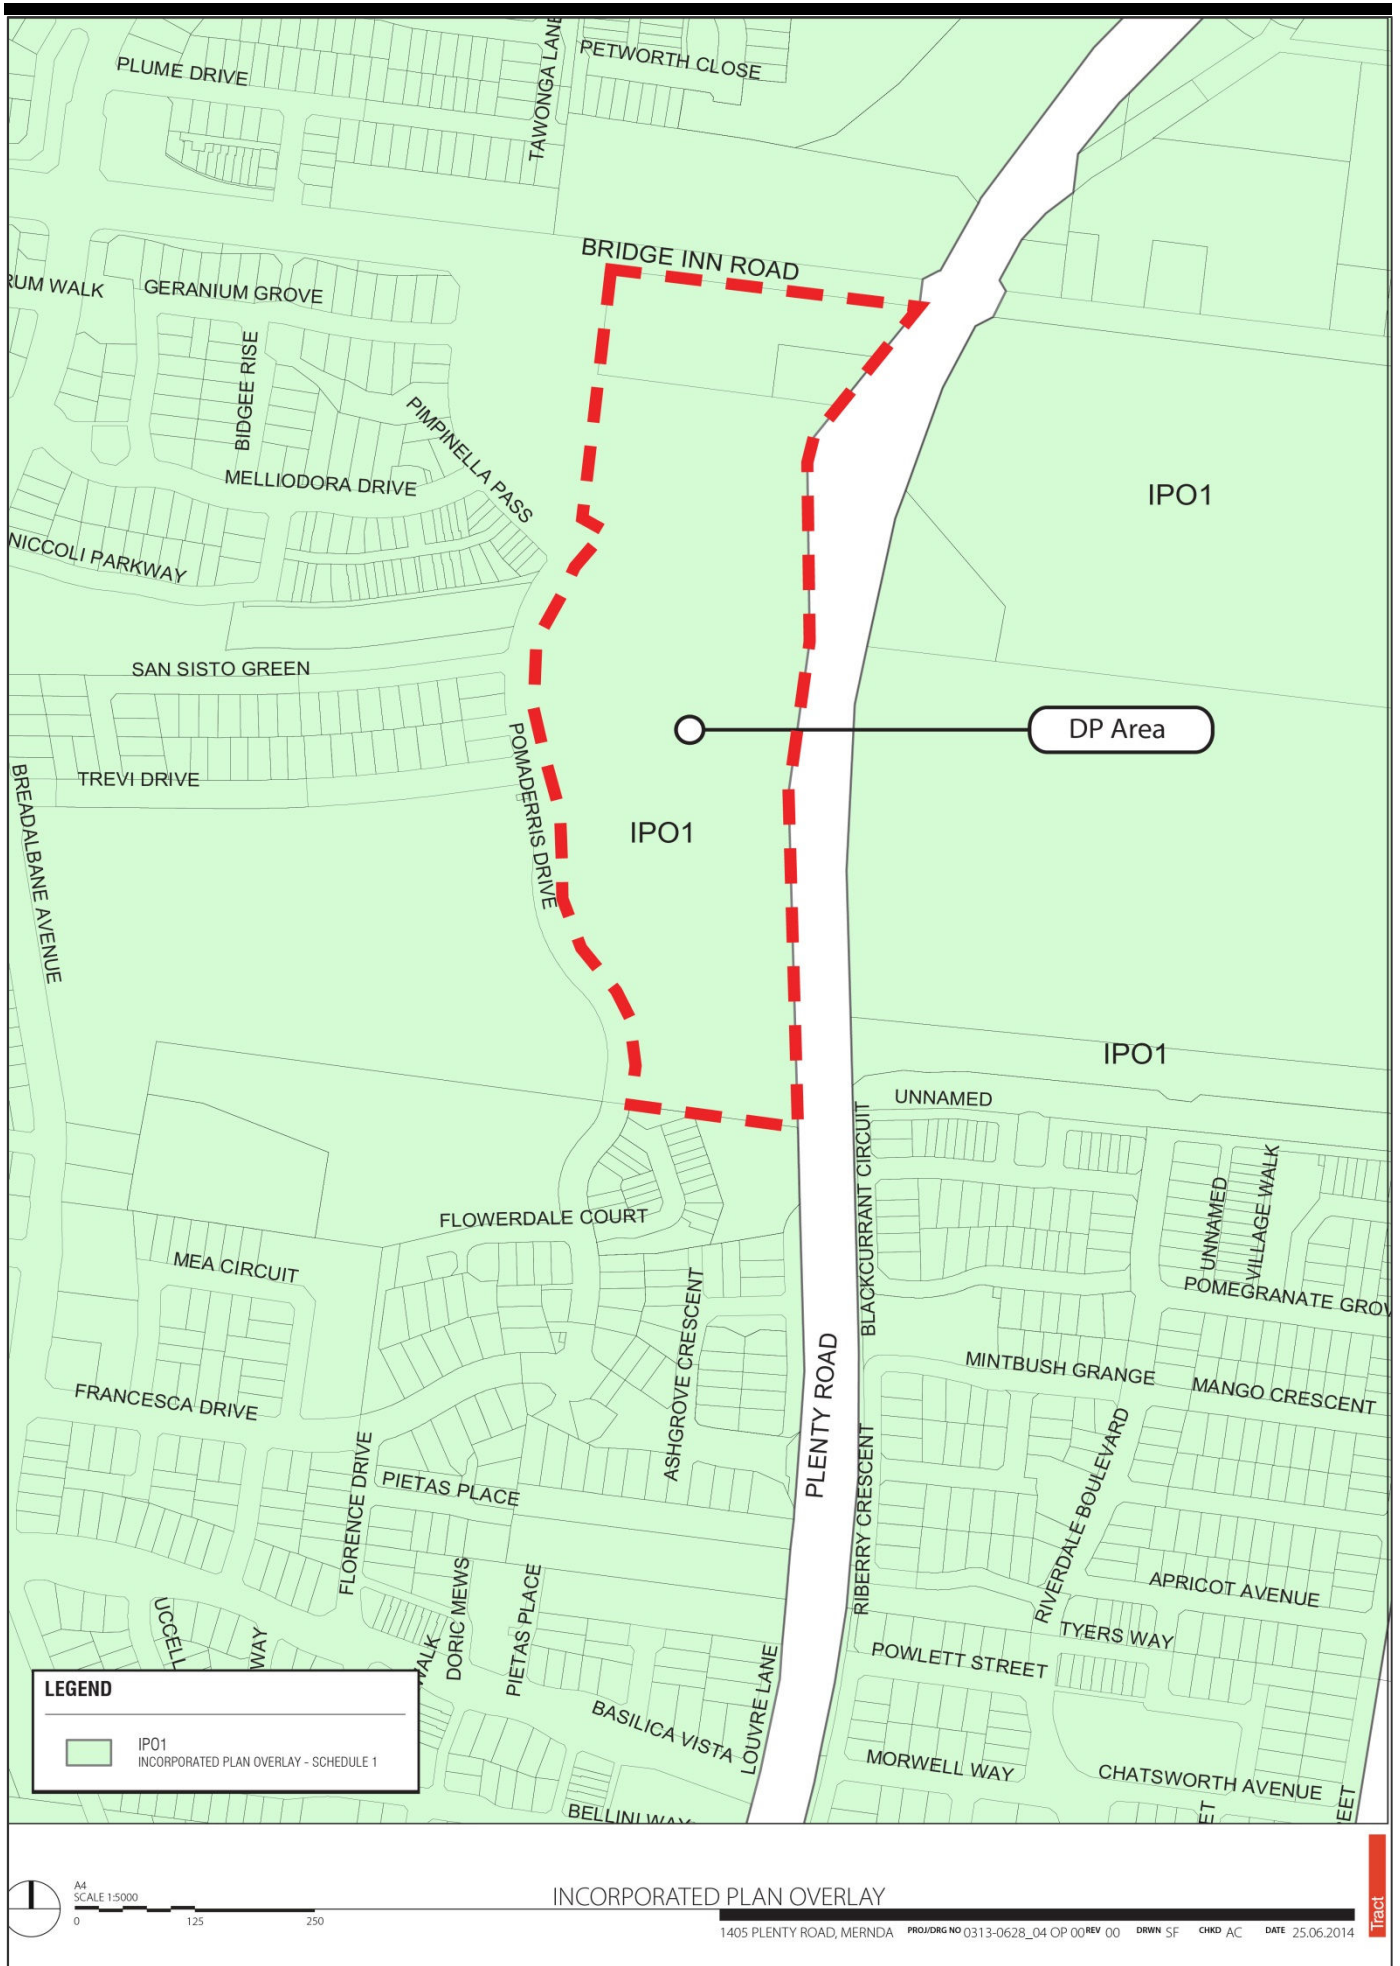 PLUME DRIVE
TAWONGA LANE
PETWORTH CLOSE
BRIDGE INN ROAD
RUM WALK
GERANIUM GROVE
BIDGEE RISE
PIMPINELLA PASS
MELLIODORA DRIVE
IPO1
NICCOLI PARKWAY
SAN SISTO GREEN
DP Area
POMADERRIS DRIVE
TREVI DRIVE
BREADALBANE AVENUE
IPO1
IPO1
UNNAMED
BLACKCURRANT CIRCUIT
UNNAMED
VILLAGE WALK
FLOWERDALE COURT
MEA CIRCUIT
POMEGRANATE GROV
ASHGROVE CRESCENT
PLENTY ROAD
MINTBUSH GRANGE
MANGO CRESCENT
FRANCESCA DRIVE
FLORENCE DRIVE
PIETAS PLACE
RIBERRY CRESCENT
RIVERDALE BOULEVARD
APRICOT AVENUE
DORIC MEWS
PIETAS PLACE
UCCELL
WAY
WALK
TYERS WAY
POWLETT STREET
LOUVRE LANE
BASILICA VISTA
MORWELL WAY
CHATSWORTH AVENUE
EET
ET
BELLINI WAY
LEGEND
IPO1
INCORPORATED PLAN OVERLAY - SCHEDULE 1
A4
SCALE 1:5000
0 125 250
INCORPORATED PLAN OVERLAY
1405 PLENTY ROAD, MERNDA PROJ/DRG NO 0313-0628_04 OP 00 REV 00 DRWN SF CHKD AC DATE 25.06.2014
Tract